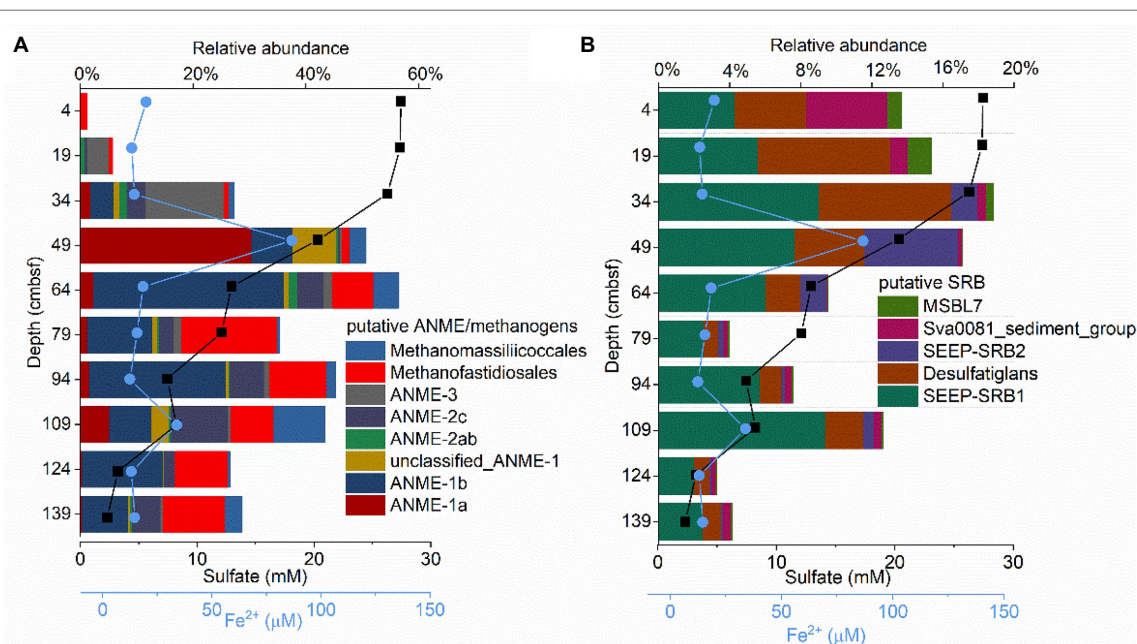 A
Relative abundance
0% 20% 40% 60%
4
19
34
49
64
79
94
109
124
139
Depth (cmbsf)
putative ANME/methanogens
Methanomassiliicoccales
Methanofastidiosales
ANME-3
ANME-2c
ANME-2ab
unclassified_ANME-1
ANME-1b
ANME-1a
0 10 20 30
Sulfate (mM)
0 50 100 150
Fe²⁺ (μM)
B
Relative abundance
0% 4% 8% 12% 16% 20%
4
19
34
49
64
79
94
109
124
139
Depth (cmbsf)
putative SRB
MSBL7
Sva0081_sediment_group
SEEP-SRB2
Desulfatiglans
SEEP-SRB1
0 10 20 30
Sulfate (mM)
0 50 100 150
Fe²⁺ (μM)